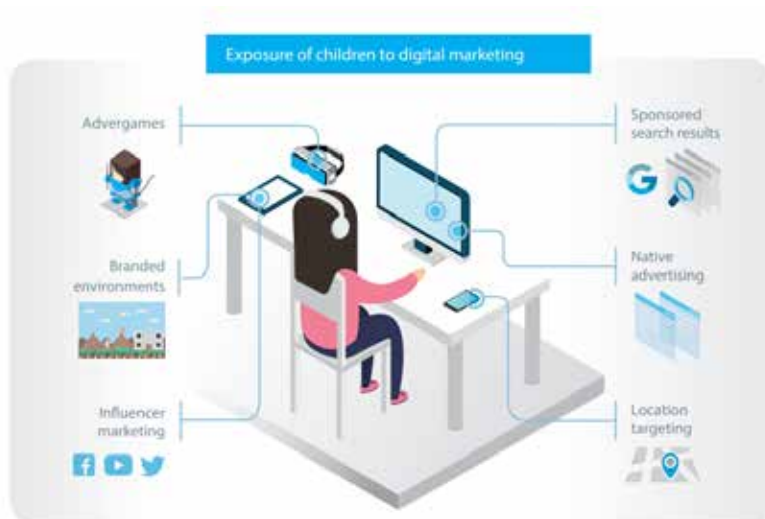 Exposure of children to digital marketing
Advergames
Sponsored
search results
Branded
environments
Native
advertising
Influencer
marketing
Location
targeting